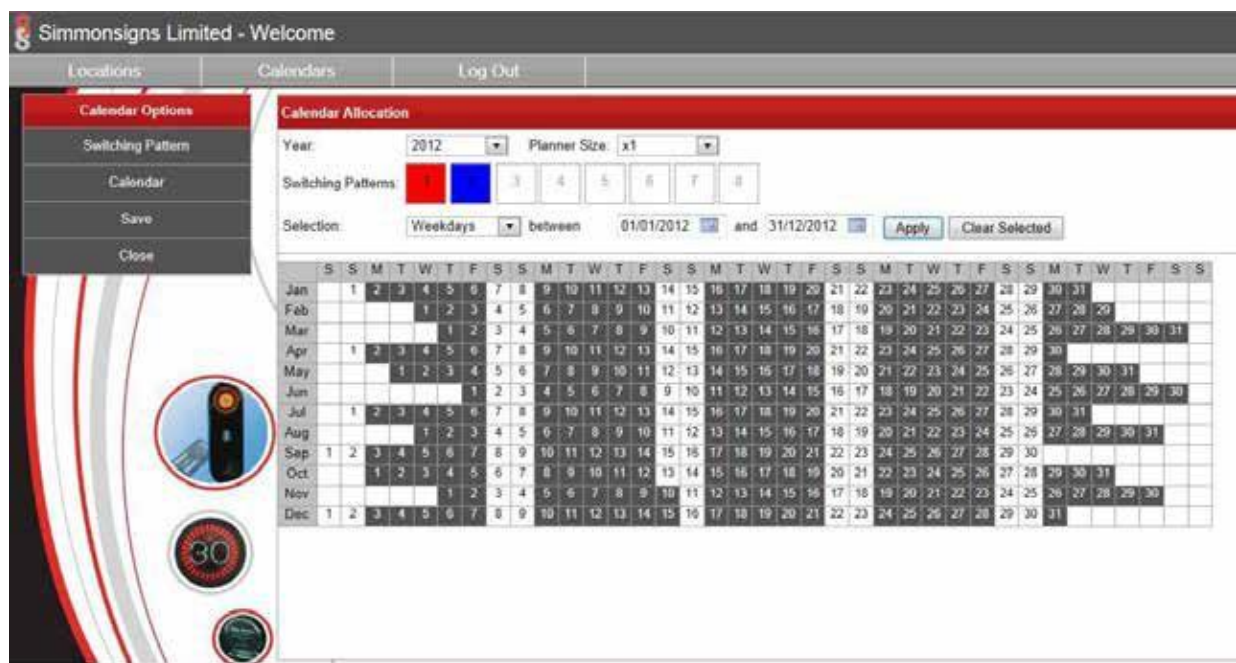 Simmonsigns Limited - Welcome
Locations Calendars Log Out
Calendar Options
Switching Pattern
Calendar
Save
Close
Calendar Allocation
Year: 2012 Planner Size: x1
Switching Patterns: 1 2 3 4 5 6 7 8
Selection: Weekdays between 01/01/2012 and 31/12/2012 Apply Clear Selected
S S M T W T F S S M T W T F S S M T W T F S S M T W T F S S M T W T F S S
Jan 1 2 3 4 5 6 7 8 9 10 11 12 13 14 15 16 17 18 19 20 21 22 23 24 25 26 27 28 29 30 31
Feb 1 2 3 4 5 6 7 8 9 10 11 12 13 14 15 16 17 18 19 20 21 22 23 24 25 26 27 28 29
Mar 1 2 3 4 5 6 7 8 9 10 11 12 13 14 15 16 17 18 19 20 21 22 23 24 25 26 27 28 29 30 31
Apr 1 2 3 4 5 6 7 8 9 10 11 12 13 14 15 16 17 18 19 20 21 22 23 24 25 26 27 28 29 30
May 1 2 3 4 5 6 7 8 9 10 11 12 13 14 15 16 17 18 19 20 21 22 23 24 25 26 27 28 29 30 31
Jun 1 2 3 4 5 6 7 8 9 10 11 12 13 14 15 16 17 18 19 20 21 22 23 24 25 26 27 28 29 30
Jul 1 2 3 4 5 6 7 8 9 10 11 12 13 14 15 16 17 18 19 20 21 22 23 24 25 26 27 28 29 30 31
Aug 1 2 3 4 5 6 7 8 9 10 11 12 13 14 15 16 17 18 19 20 21 22 23 24 25 26 27 28 29 30 31
Sep 1 2 3 4 5 6 7 8 9 10 11 12 13 14 15 16 17 18 19 20 21 22 23 24 25 26 27 28 29 30
Oct 1 2 3 4 5 6 7 8 9 10 11 12 13 14 15 16 17 18 19 20 21 22 23 24 25 26 27 28 29 30 31
Nov 1 2 3 4 5 6 7 8 9 10 11 12 13 14 15 16 17 18 19 20 21 22 23 24 25 26 27 28 29 30
Dec 1 2 3 4 5 6 7 8 9 10 11 12 13 14 15 16 17 18 19 20 21 22 23 24 25 26 27 28 29 30 31
30